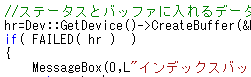 //ステータスとバッファに入れるデータ
hr=Dev::GetDevice()->CreateBuffer(&
if( FAILED( hr ) )
{
MessageBox(0,L"インデックスバッ